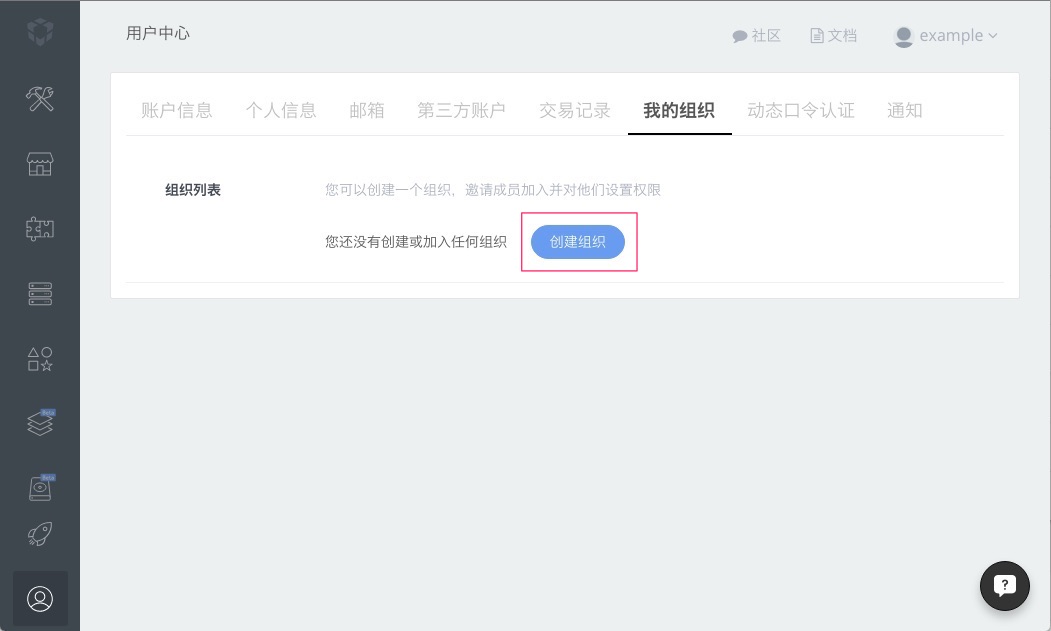 用户中心
社区 文档 example
账户信息 个人信息 邮箱 第三方账户 交易记录 我的组织 动态口令认证 通知
组织列表 您可以创建一个组织，邀请成员加入并对他们设置权限
您还没有创建或加入任何组织 创建组织
Beta
Beta
?